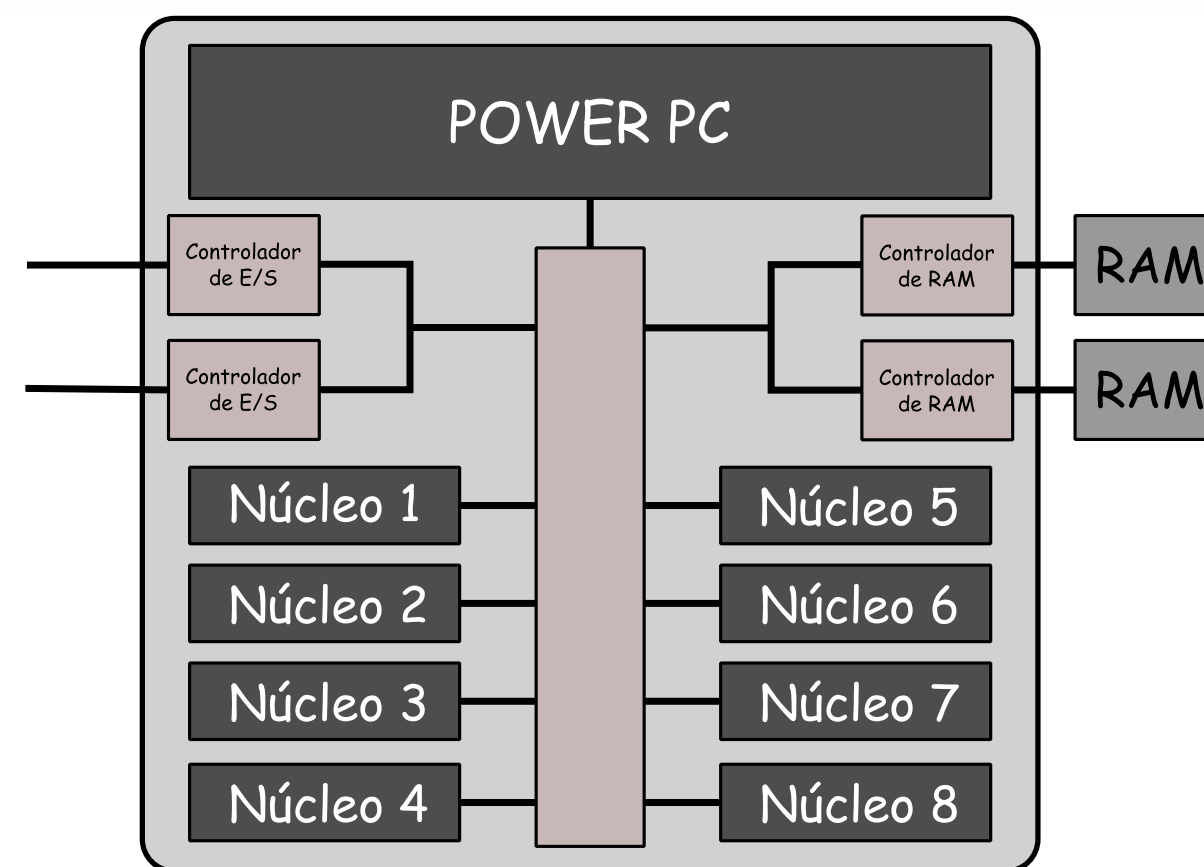 POWER PC
Controlador
de E/S
Controlador
de E/S
Controlador
de RAM
Controlador
de RAM
RAM
RAM
Núcleo 1
Núcleo 2
Núcleo 3
Núcleo 4
Núcleo 5
Núcleo 6
Núcleo 7
Núcleo 8